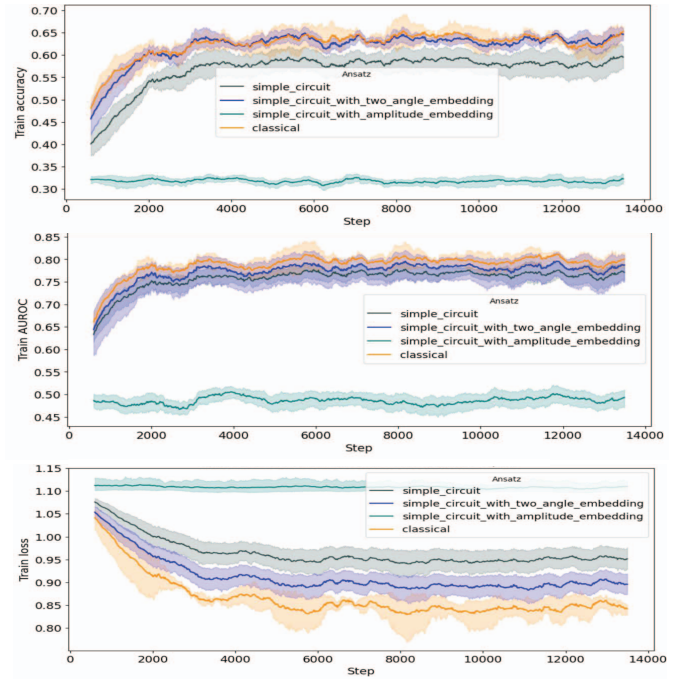 0.70
0.65
0.60
0.55
0.50
0.45
0.40
0.35
0.30
Train accuracy
Ansatz
simple_circuit
simple_circuit_with_two_angle_embedding
simple_circuit_with_amplitude_embedding
classical
0 2000 4000 6000 8000 10000 12000 14000
Step
0.85
0.80
0.75
0.70
0.65
0.60
0.55
0.50
0.45
Train AUROC
Ansatz
simple_circuit
simple_circuit_with_two_angle_embedding
simple_circuit_with_amplitude_embedding
classical
0 2000 4000 6000 8000 10000 12000 14000
Step
1.15
1.10
1.05
1.00
0.95
0.90
0.85
0.80
Train loss
Ansatz
simple_circuit
simple_circuit_with_two_angle_embedding
simple_circuit_with_amplitude_embedding
classical
0 2000 4000 6000 8000 10000 12000 14000
Step